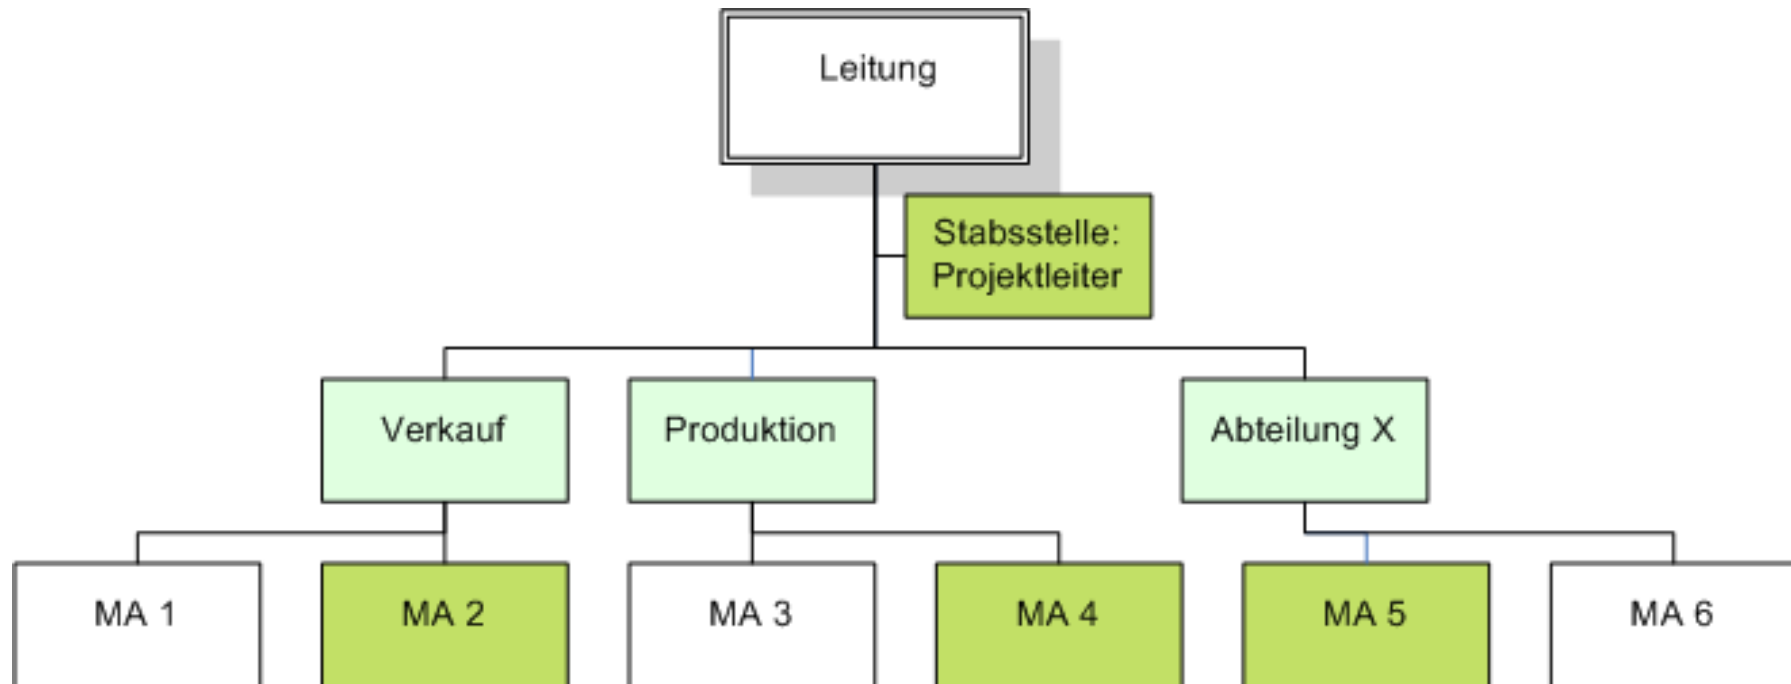 Leitung
Stabsstelle:
Projektleiter
Verkauf
Produktion
Abteilung X
MA 1
MA 2
MA 3
MA 4
MA 5
MA 6